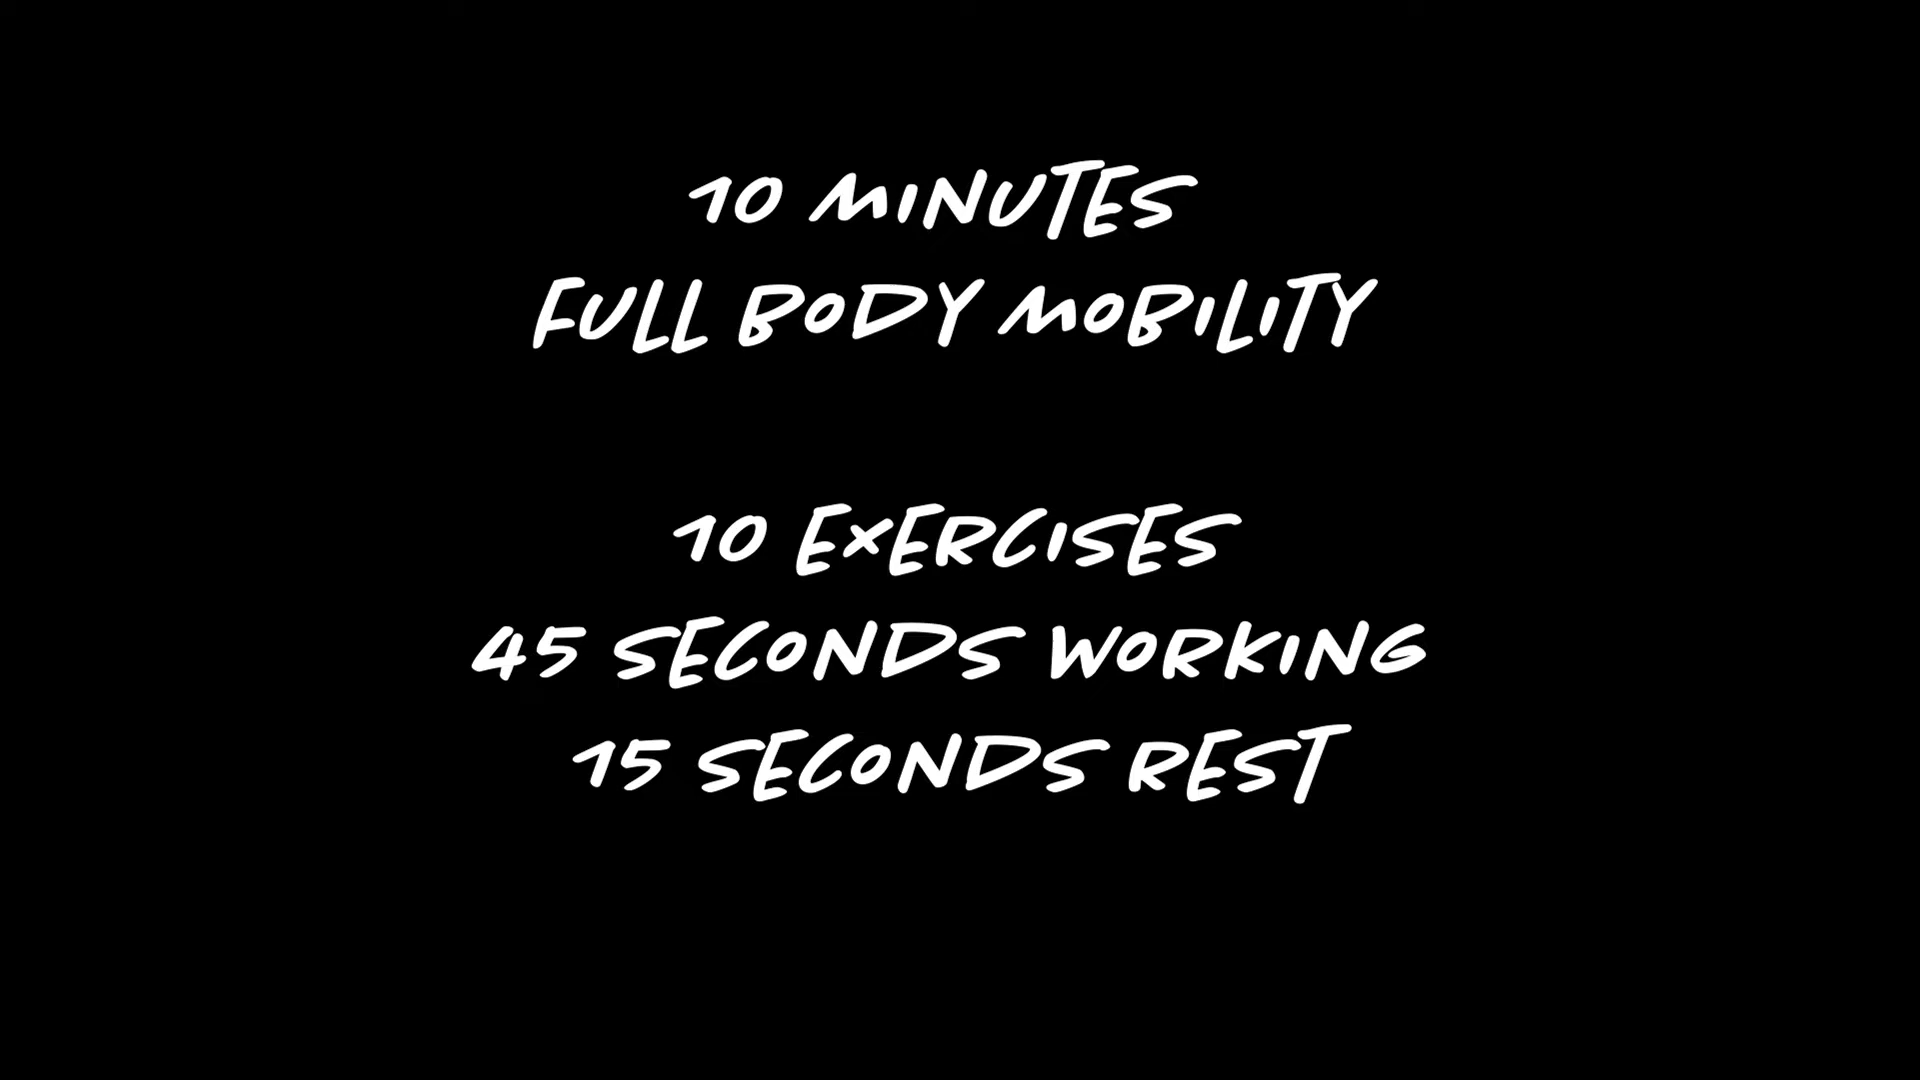 10 MINUTES
FULL BODY MOBILITY
10 EXERCISES
45 SECONDS WORKING
15 SECONDS REST